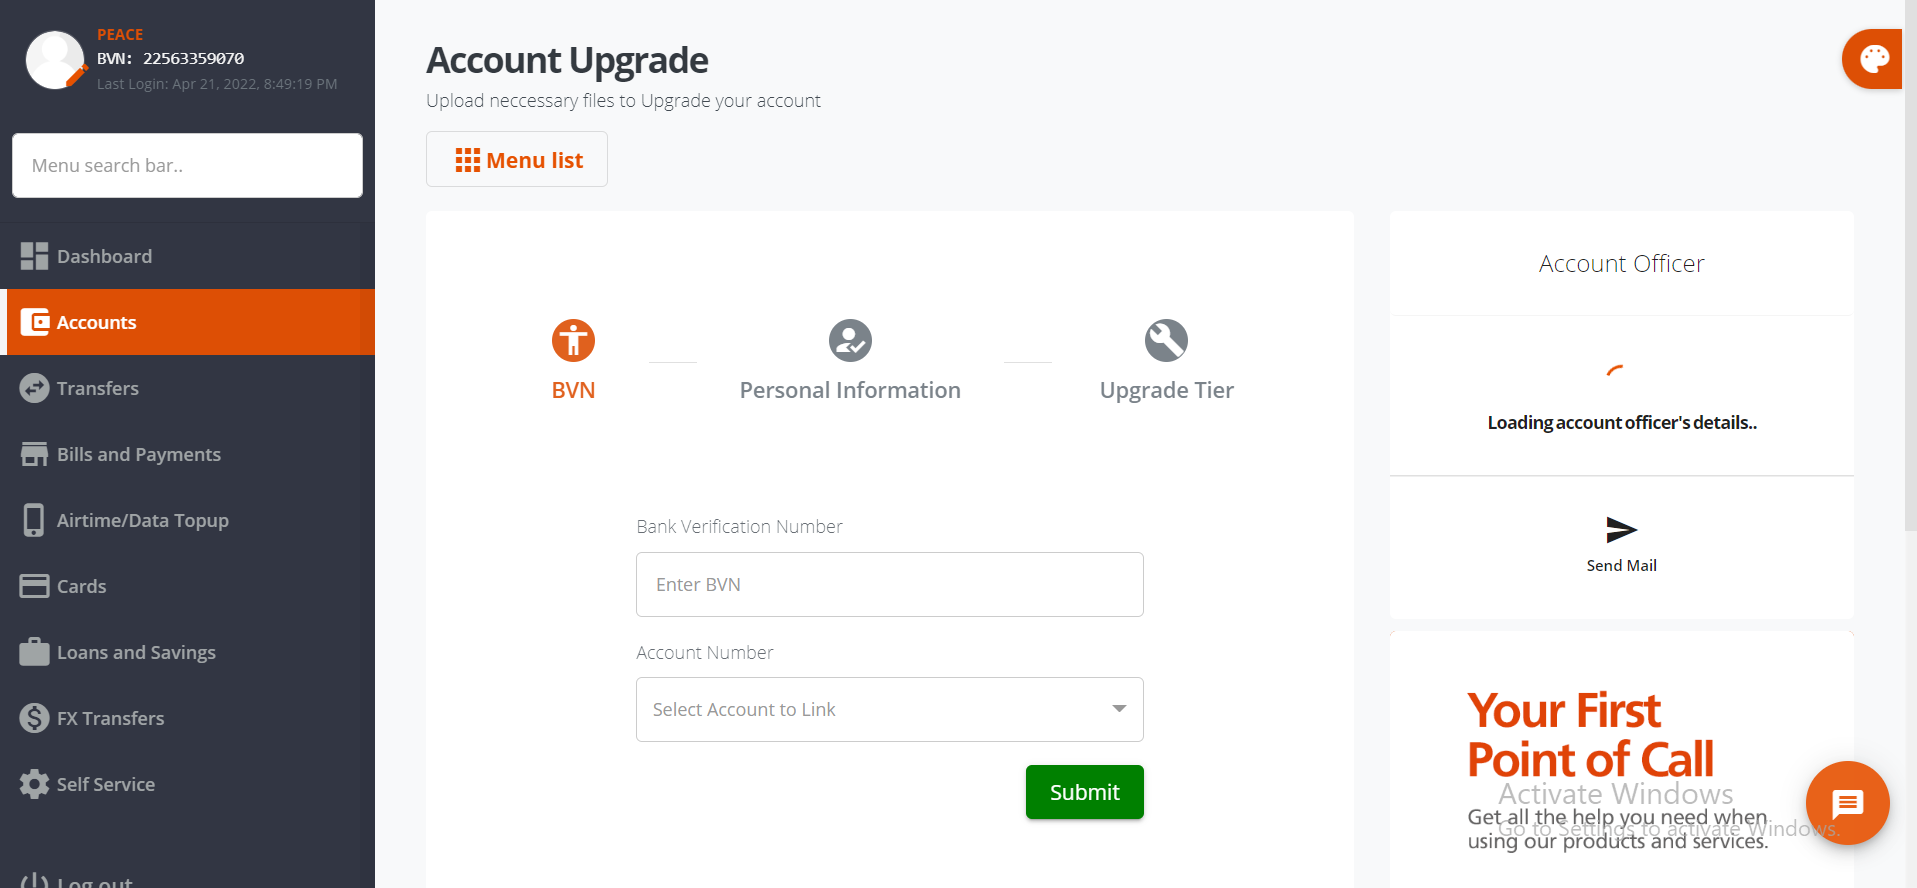 PEACE
BVN: 22563359070
Last Login: Apr 21, 2022, 8:49:19 PM
Menu search bar..
Dashboard
Accounts
Transfers
Bills and Payments
Airtime/Data Topup
Cards
Loans and Savings
FX Transfers
Self Service
Log out
Account Upgrade
Upload neccessary files to Upgrade your account
Menu list
BVN
Personal Information
Upgrade Tier
Bank Verification Number
Enter BVN
Account Number
Select Account to Link
Submit
Account Officer
Loading account officer's details..
Send Mail
Your First
Point of Call
Get all the help you need when
using our products and services.
Activate Windows
Go to Settings to activate Windows.